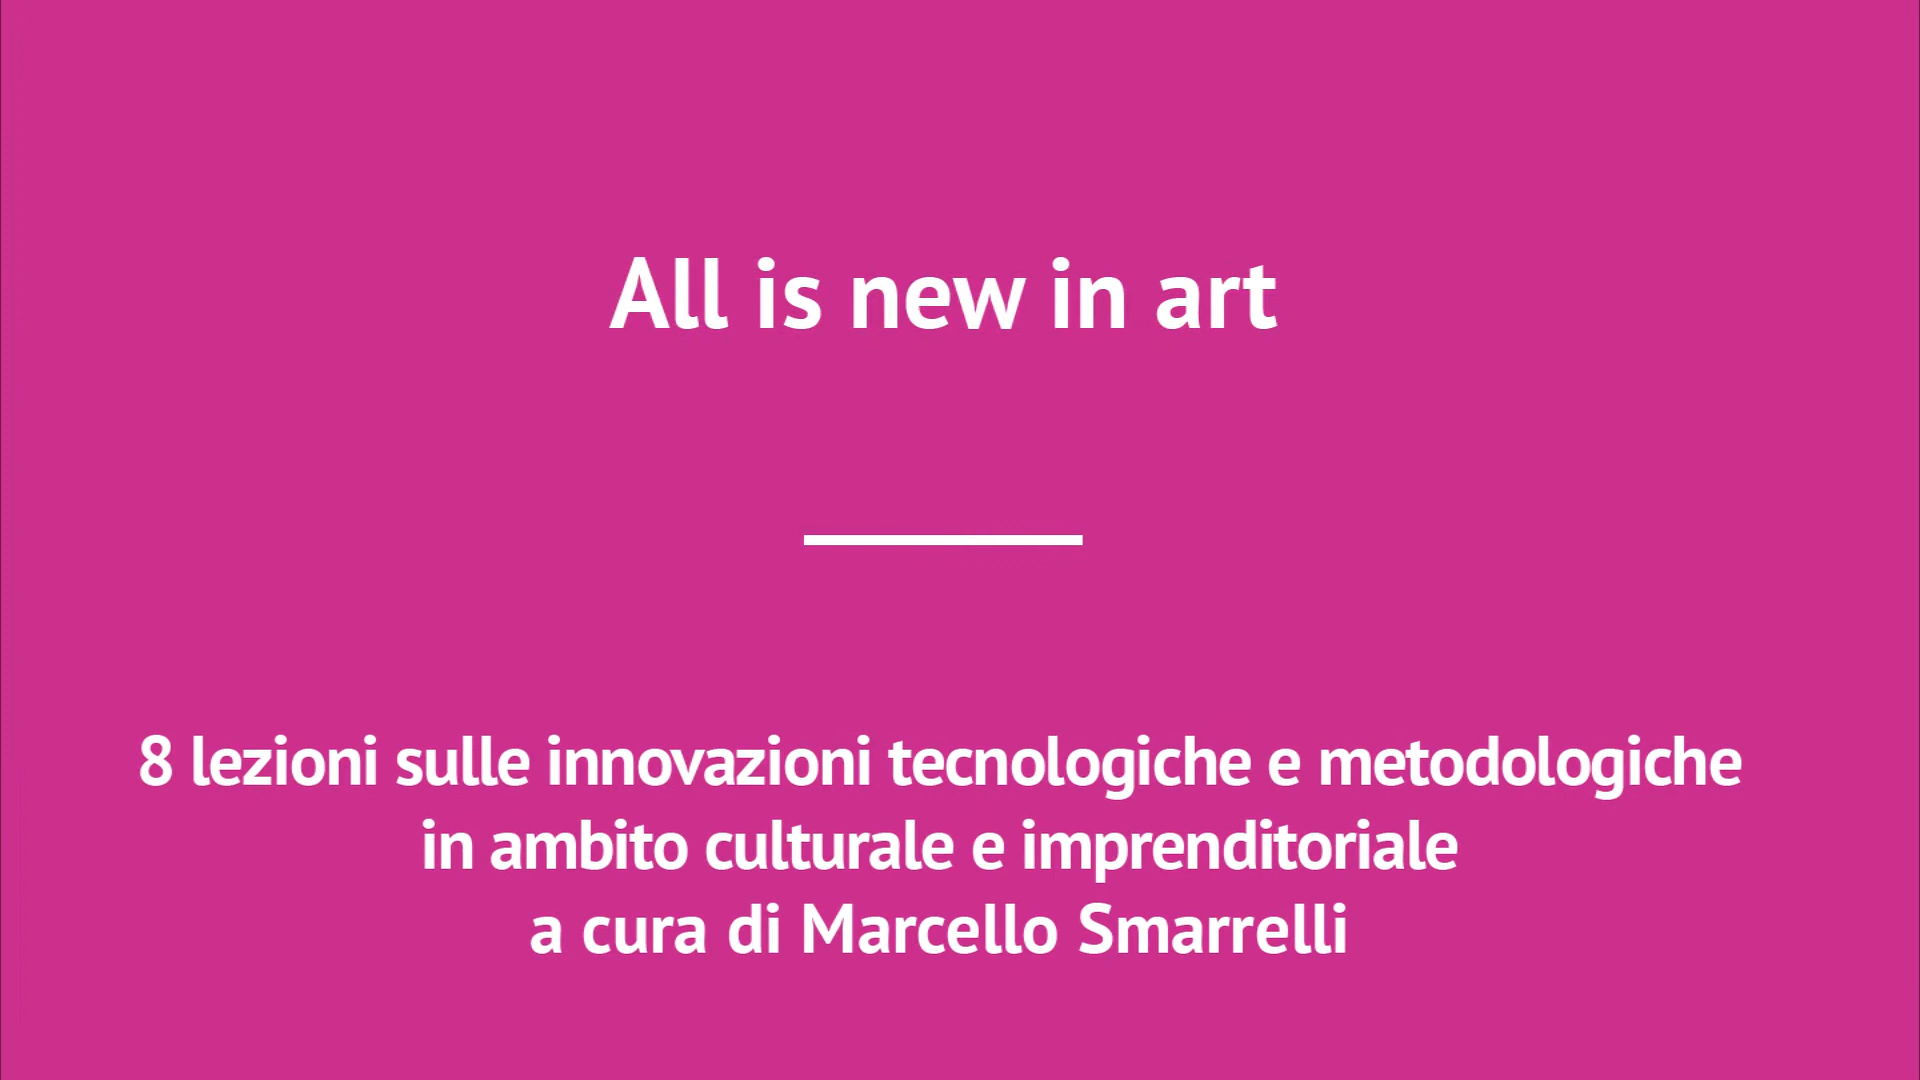 All is new in art
8 lezioni sulle innovazioni tecnologiche e metodologiche
in ambito culturale e imprenditoriale
a cura di Marcello Smarrelli